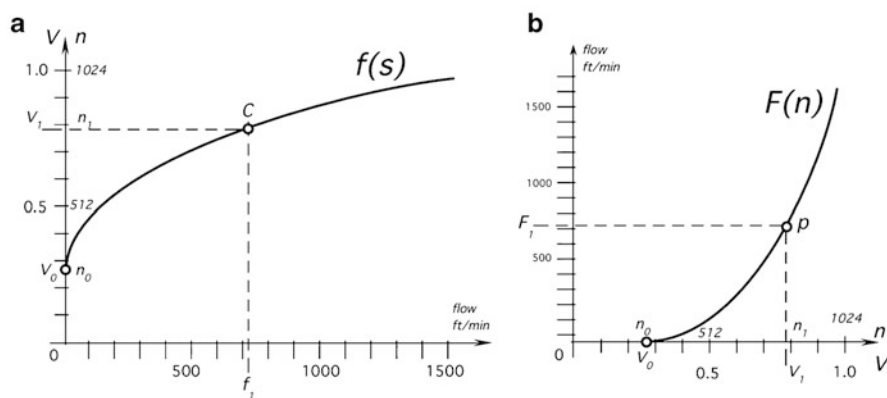 a
V n
1.0 1024
f(s)
C
V₁ n₁
0.5 512
V₀ n₀
flow
ft/min
0 500 1000 1500
f₁
b
flow
ft/min
1500
F(n)
1000
F₁ p
500
n₀ 512 n₁ 1024 n
0 V₀ 0.5 V₁ 1.0 V